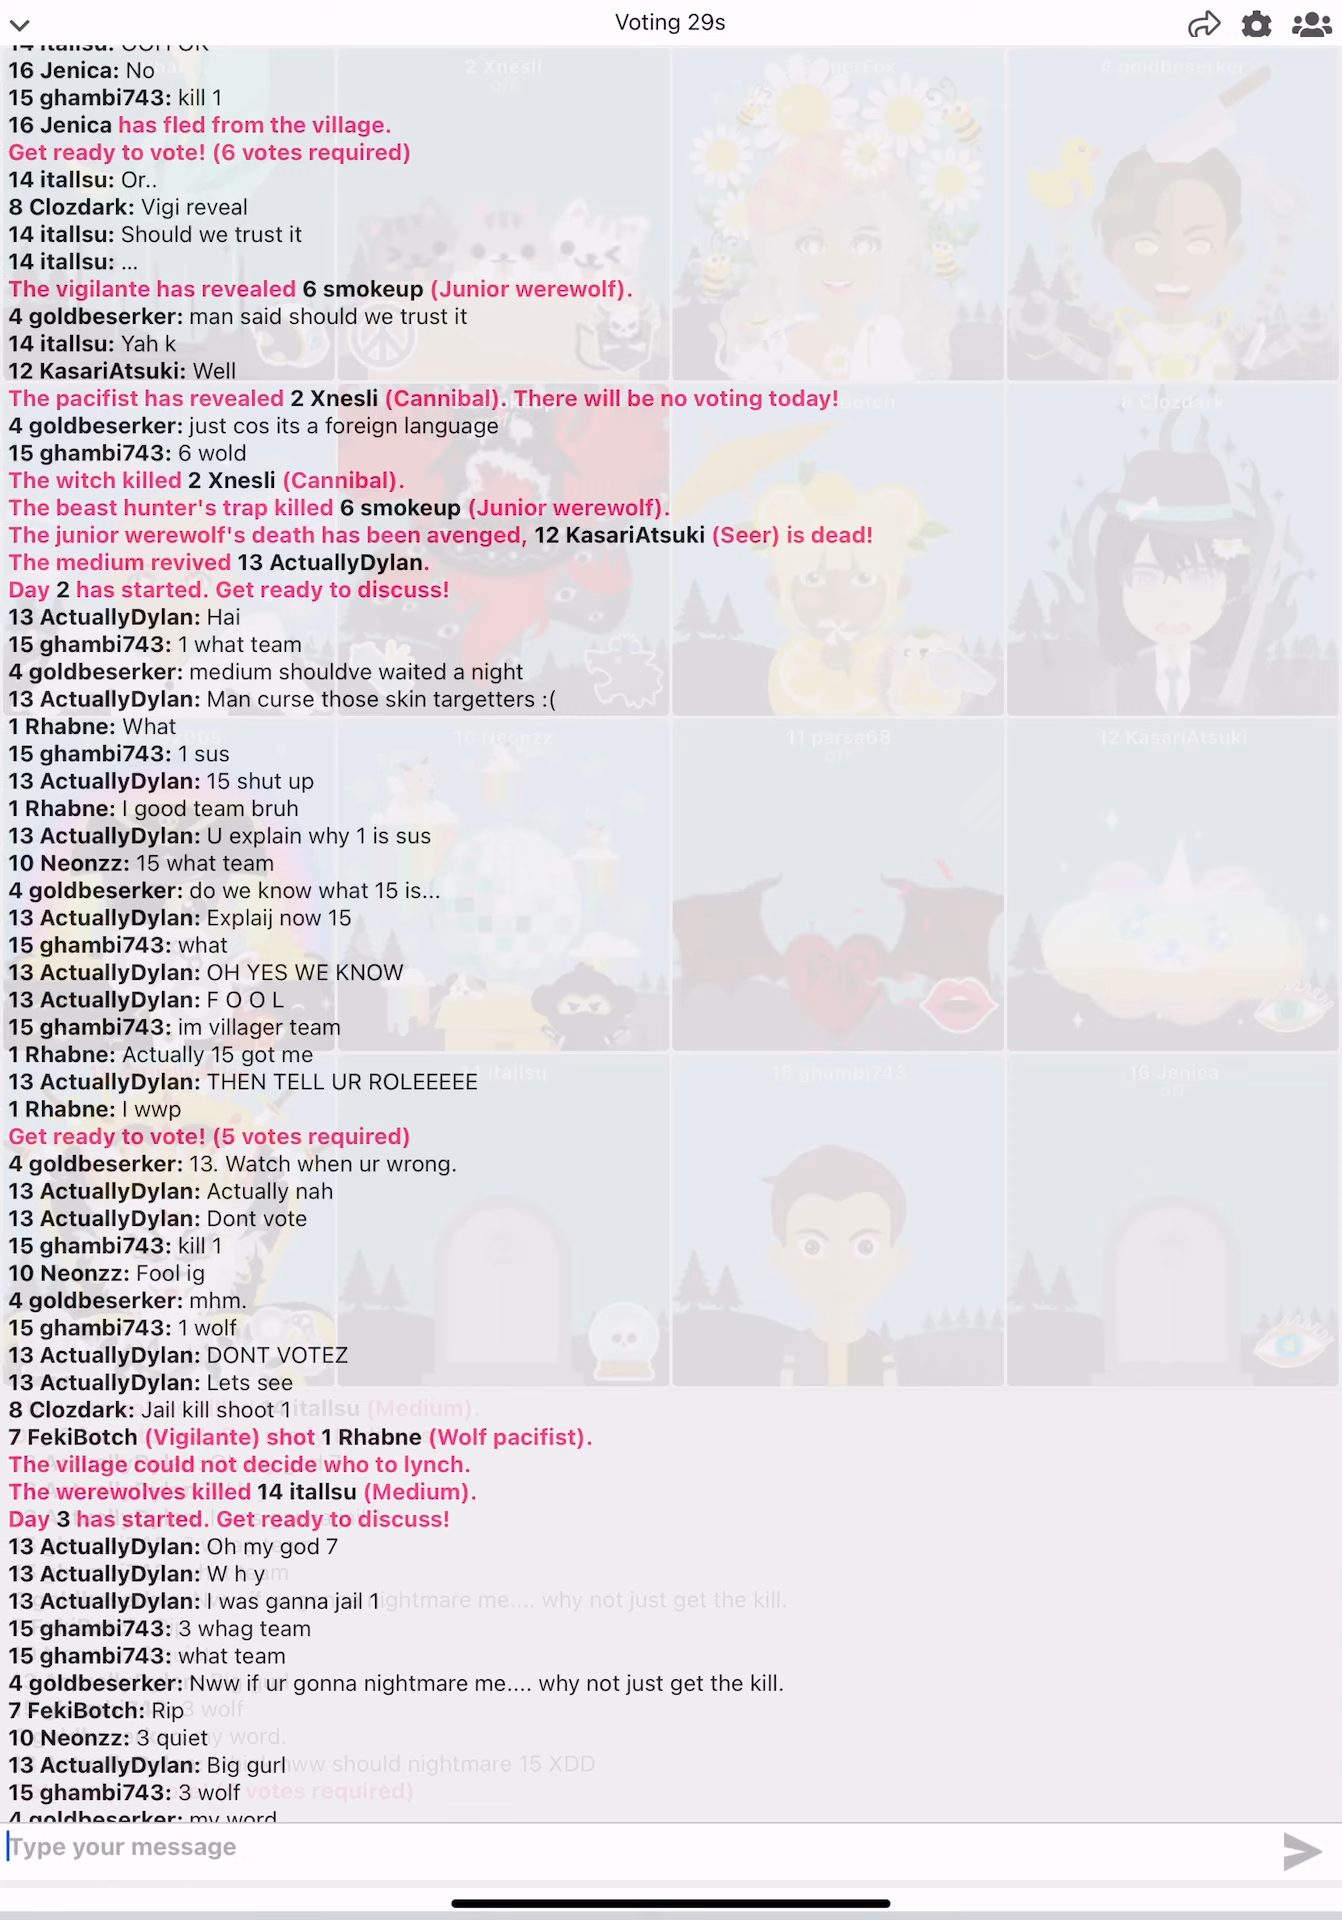 Voting 29s
14 itallsu: OOH OK
16 Jenica: No
15 ghambi743: kill 1
16 Jenica has fled from the village.
Get ready to vote! (6 votes required)
14 itallsu: Or..
8 Clozdark: Vigi reveal
14 itallsu: Should we trust it
14 itallsu: ...
The vigilante has revealed 6 smokeup (Junior werewolf).
4 goldbeserker: man said should we trust it
14 itallsu: Yah k
12 KasariAtsuki: Well
The pacifist has revealed 2 Xnesli (Cannibal). There will be no voting today!
4 goldbeserker: just cos its a foreign language
15 ghambi743: 6 wold
The witch killed 2 Xnesli (Cannibal).
The beast hunter's trap killed 6 smokeup (Junior werewolf).
The junior werewolf's death has been avenged, 12 KasariAtsuki (Seer) is dead!
The medium revived 13 ActuallyDylan.
Day 2 has started. Get ready to discuss!
13 ActuallyDylan: Hai
15 ghambi743: 1 what team
4 goldbeserker: medium shouldve waited a night
13 ActuallyDylan: Man curse those skin targetters :(
1 Rhabne: What
15 ghambi743: 1 sus
13 ActuallyDylan: 15 shut up
1 Rhabne: I good team bruh
13 ActuallyDylan: U explain why 1 is sus
10 Neonzz: 15 what team
4 goldbeserker: do we know what 15 is...
13 ActuallyDylan: Explaij now 15
15 ghambi743: what
13 ActuallyDylan: OH YES WE KNOW
13 ActuallyDylan: F O O L
15 ghambi743: im villager team
1 Rhabne: Actually 15 got me
13 ActuallyDylan: THEN TELL UR ROLEEEEE
1 Rhabne: I wwp
Get ready to vote! (5 votes required)
4 goldbeserker: 13. Watch when ur wrong.
13 ActuallyDylan: Actually nah
13 ActuallyDylan: Dont vote
15 ghambi743: kill 1
10 Neonzz: Fool ig
4 goldbeserker: mhm.
15 ghambi743: 1 wolf
13 ActuallyDylan: DONT VOTEZ
13 ActuallyDylan: Lets see
8 Clozdark: Jail kill shoot 1
7 FekiBotch (Vigilante) shot 1 Rhabne (Wolf pacifist).
The village could not decide who to lynch.
The werewolves killed 14 itallsu (Medium).
Day 3 has started. Get ready to discuss!
13 ActuallyDylan: Oh my god 7
13 ActuallyDylan: W h y
13 ActuallyDylan: I was ganna jail 1
15 ghambi743: 3 whag team
15 ghambi743: what team
4 goldbeserker: Nww if ur gonna nightmare me.... why not just get the kill.
7 FekiBotch: Rip
10 Neonzz: 3 quiet
13 ActuallyDylan: Big gurl
15 ghambi743: 3 wolf
4 goldbeserker: my word
Type your message